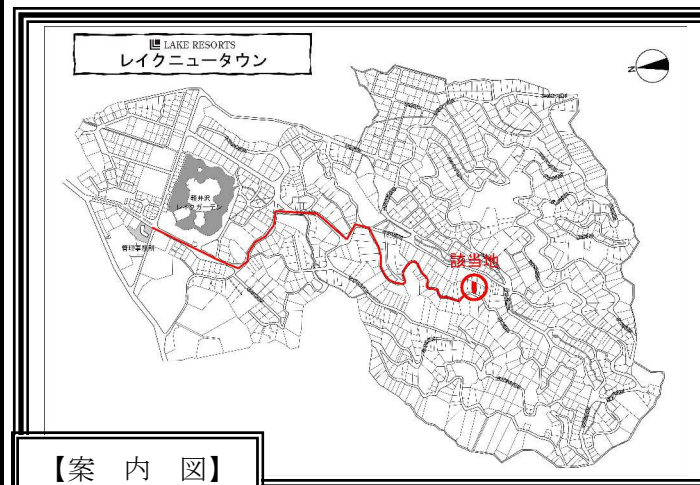 LAKE RESORTS
レイクニュータウン
N
軽井沢
レイクガーデン
管理事務所
該当地
【案 内 図】